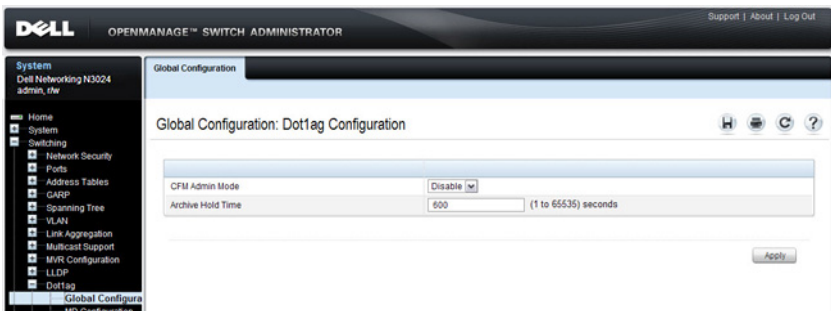 Support | About | Log Out
DELL OPENMANAGE™ SWITCH ADMINISTRATOR
System
Dell Networking N3024
admin, r/w
Global Configuration
Home
System
Switching
Network Security
Ports
Address Tables
GARP
Spanning Tree
VLAN
Link Aggregation
Multicast Support
MVR Configuration
LLDP
Dot1ag
Global Configura
MD Configuration
Global Configuration: Dot1ag Configuration
?
CFM Admin Mode Disable
Archive Hold Time 600 (1 to 65535) seconds
Apply